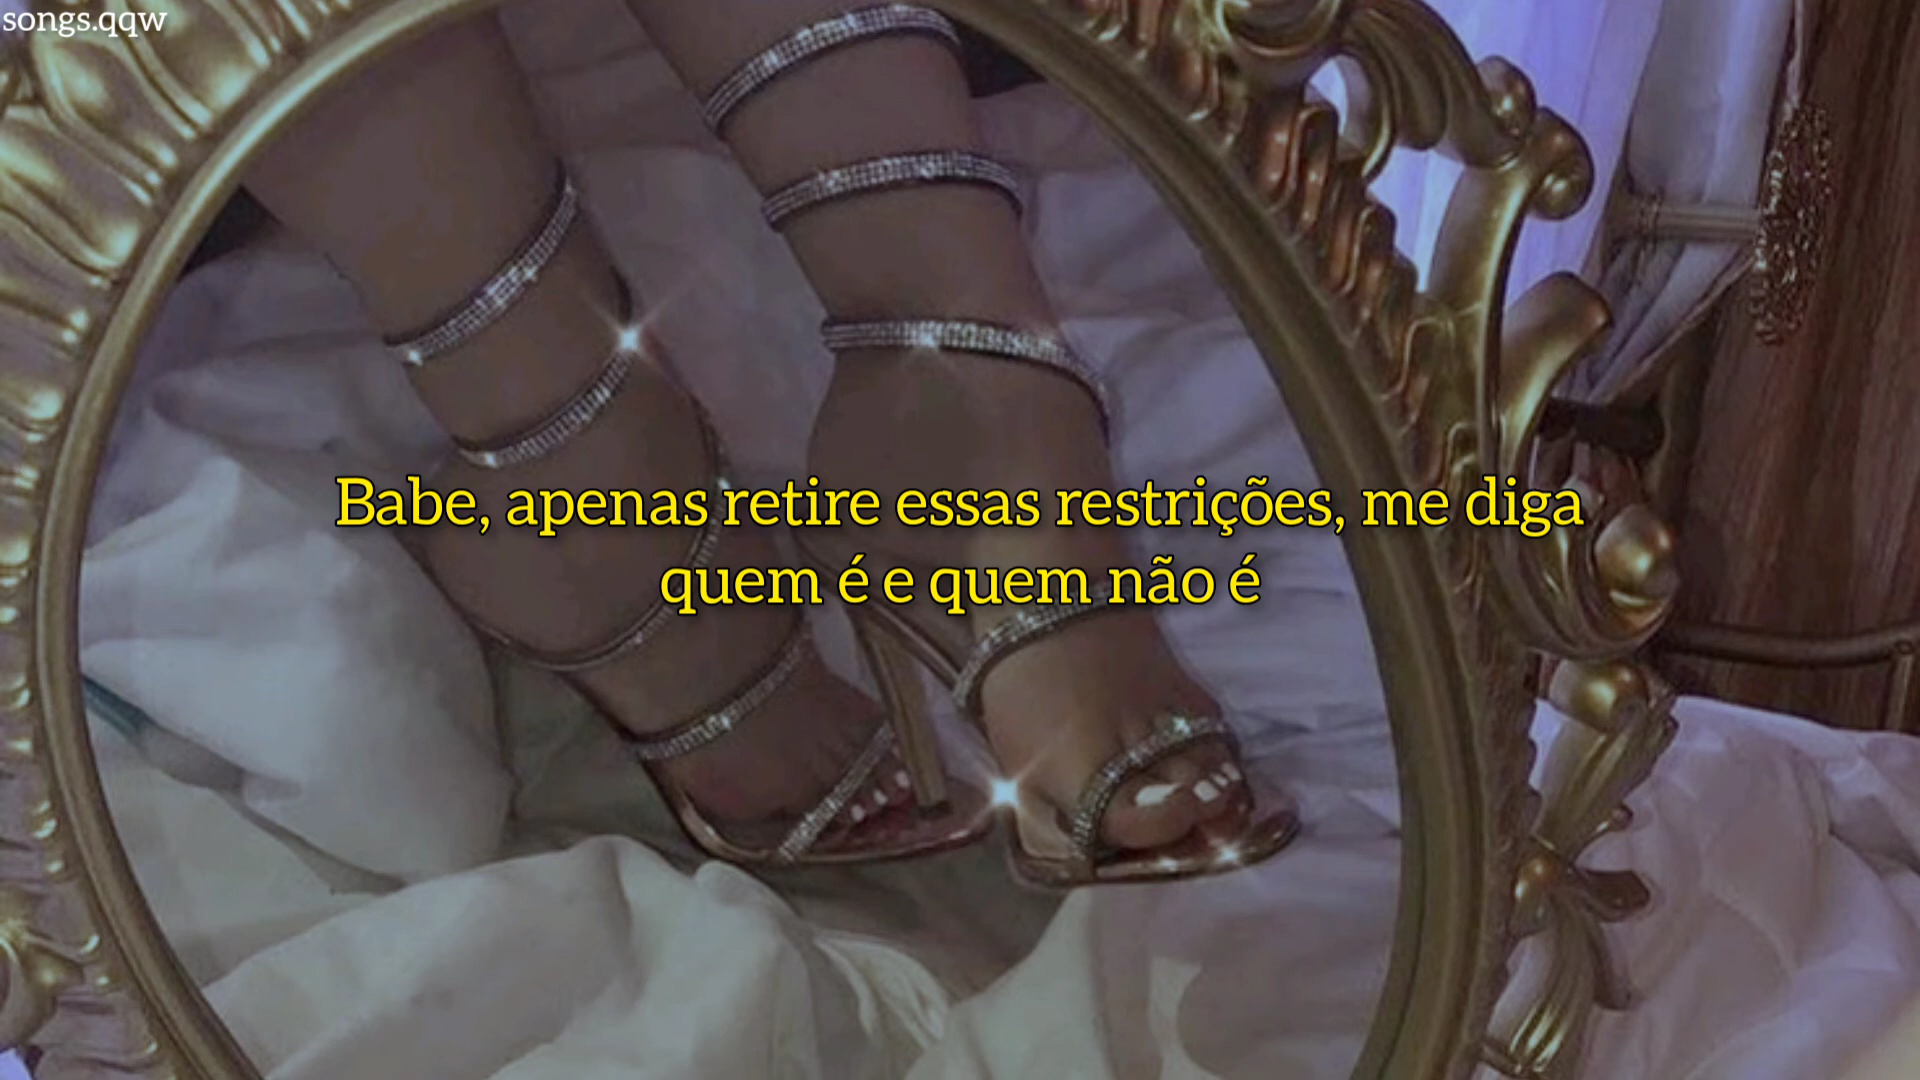 songs.qqw
Babe, apenas retire essas restrições, me diga
quem é e quem não é